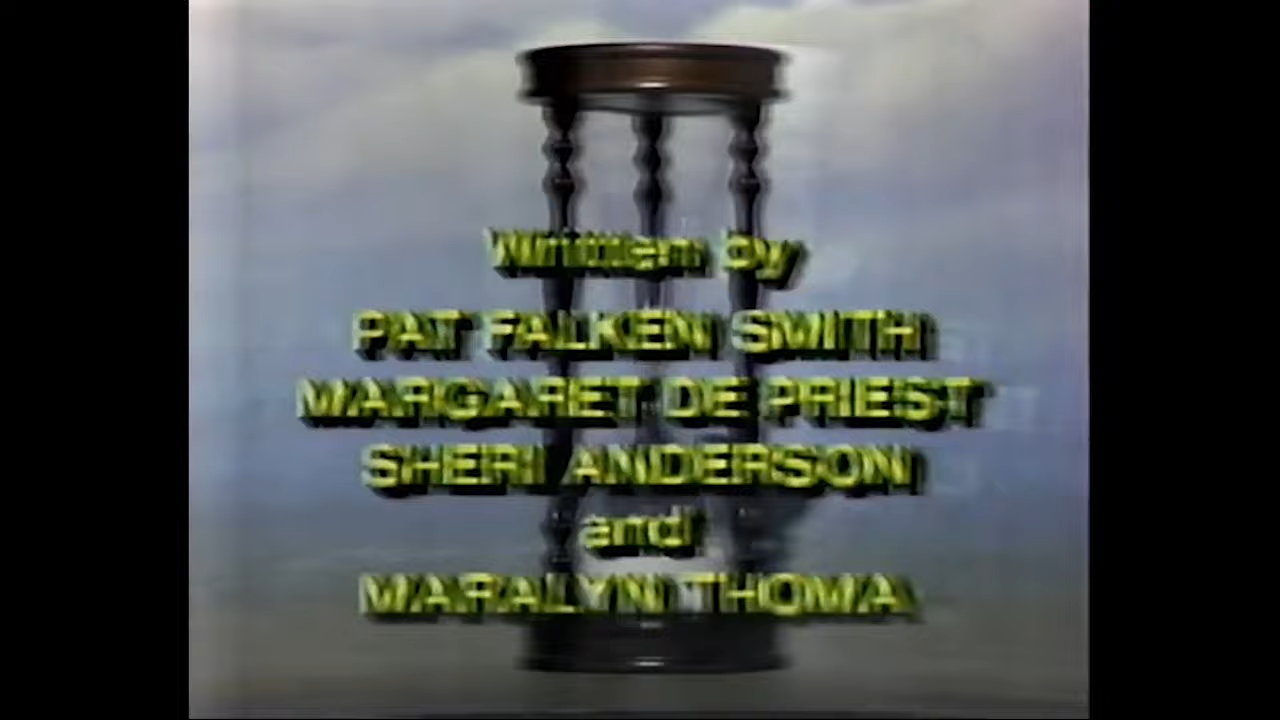 Written by
PAT FALKEN SMITH
MARGARET DE PRIEST
SHERI ANDERSON
and
MARALYN THOMA